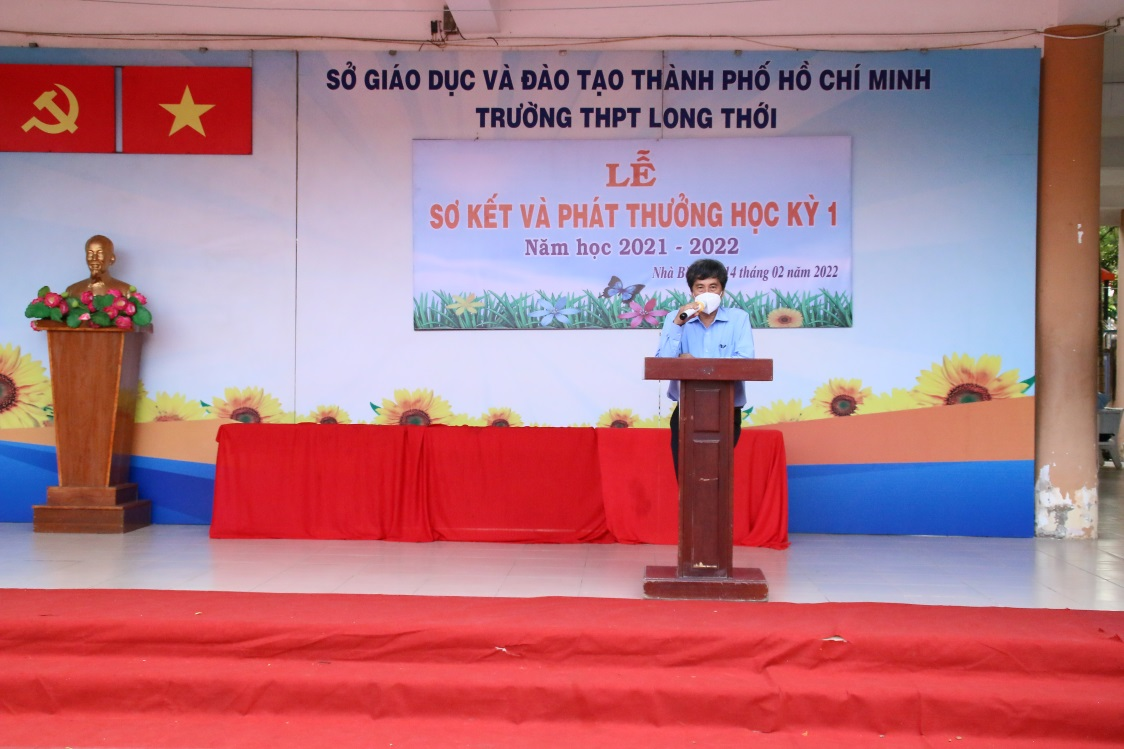 SỞ GIÁO DỤC VÀ ĐÀO TẠO THÀNH PHỐ HỒ CHÍ MINH
TRƯỜNG THPT LONG THỚI
LỄ
SƠ KẾT VÀ PHÁT THƯỞNG HỌC KỲ 1
Năm học 2021 - 2022
Nhà 14 tháng 02 năm 2022